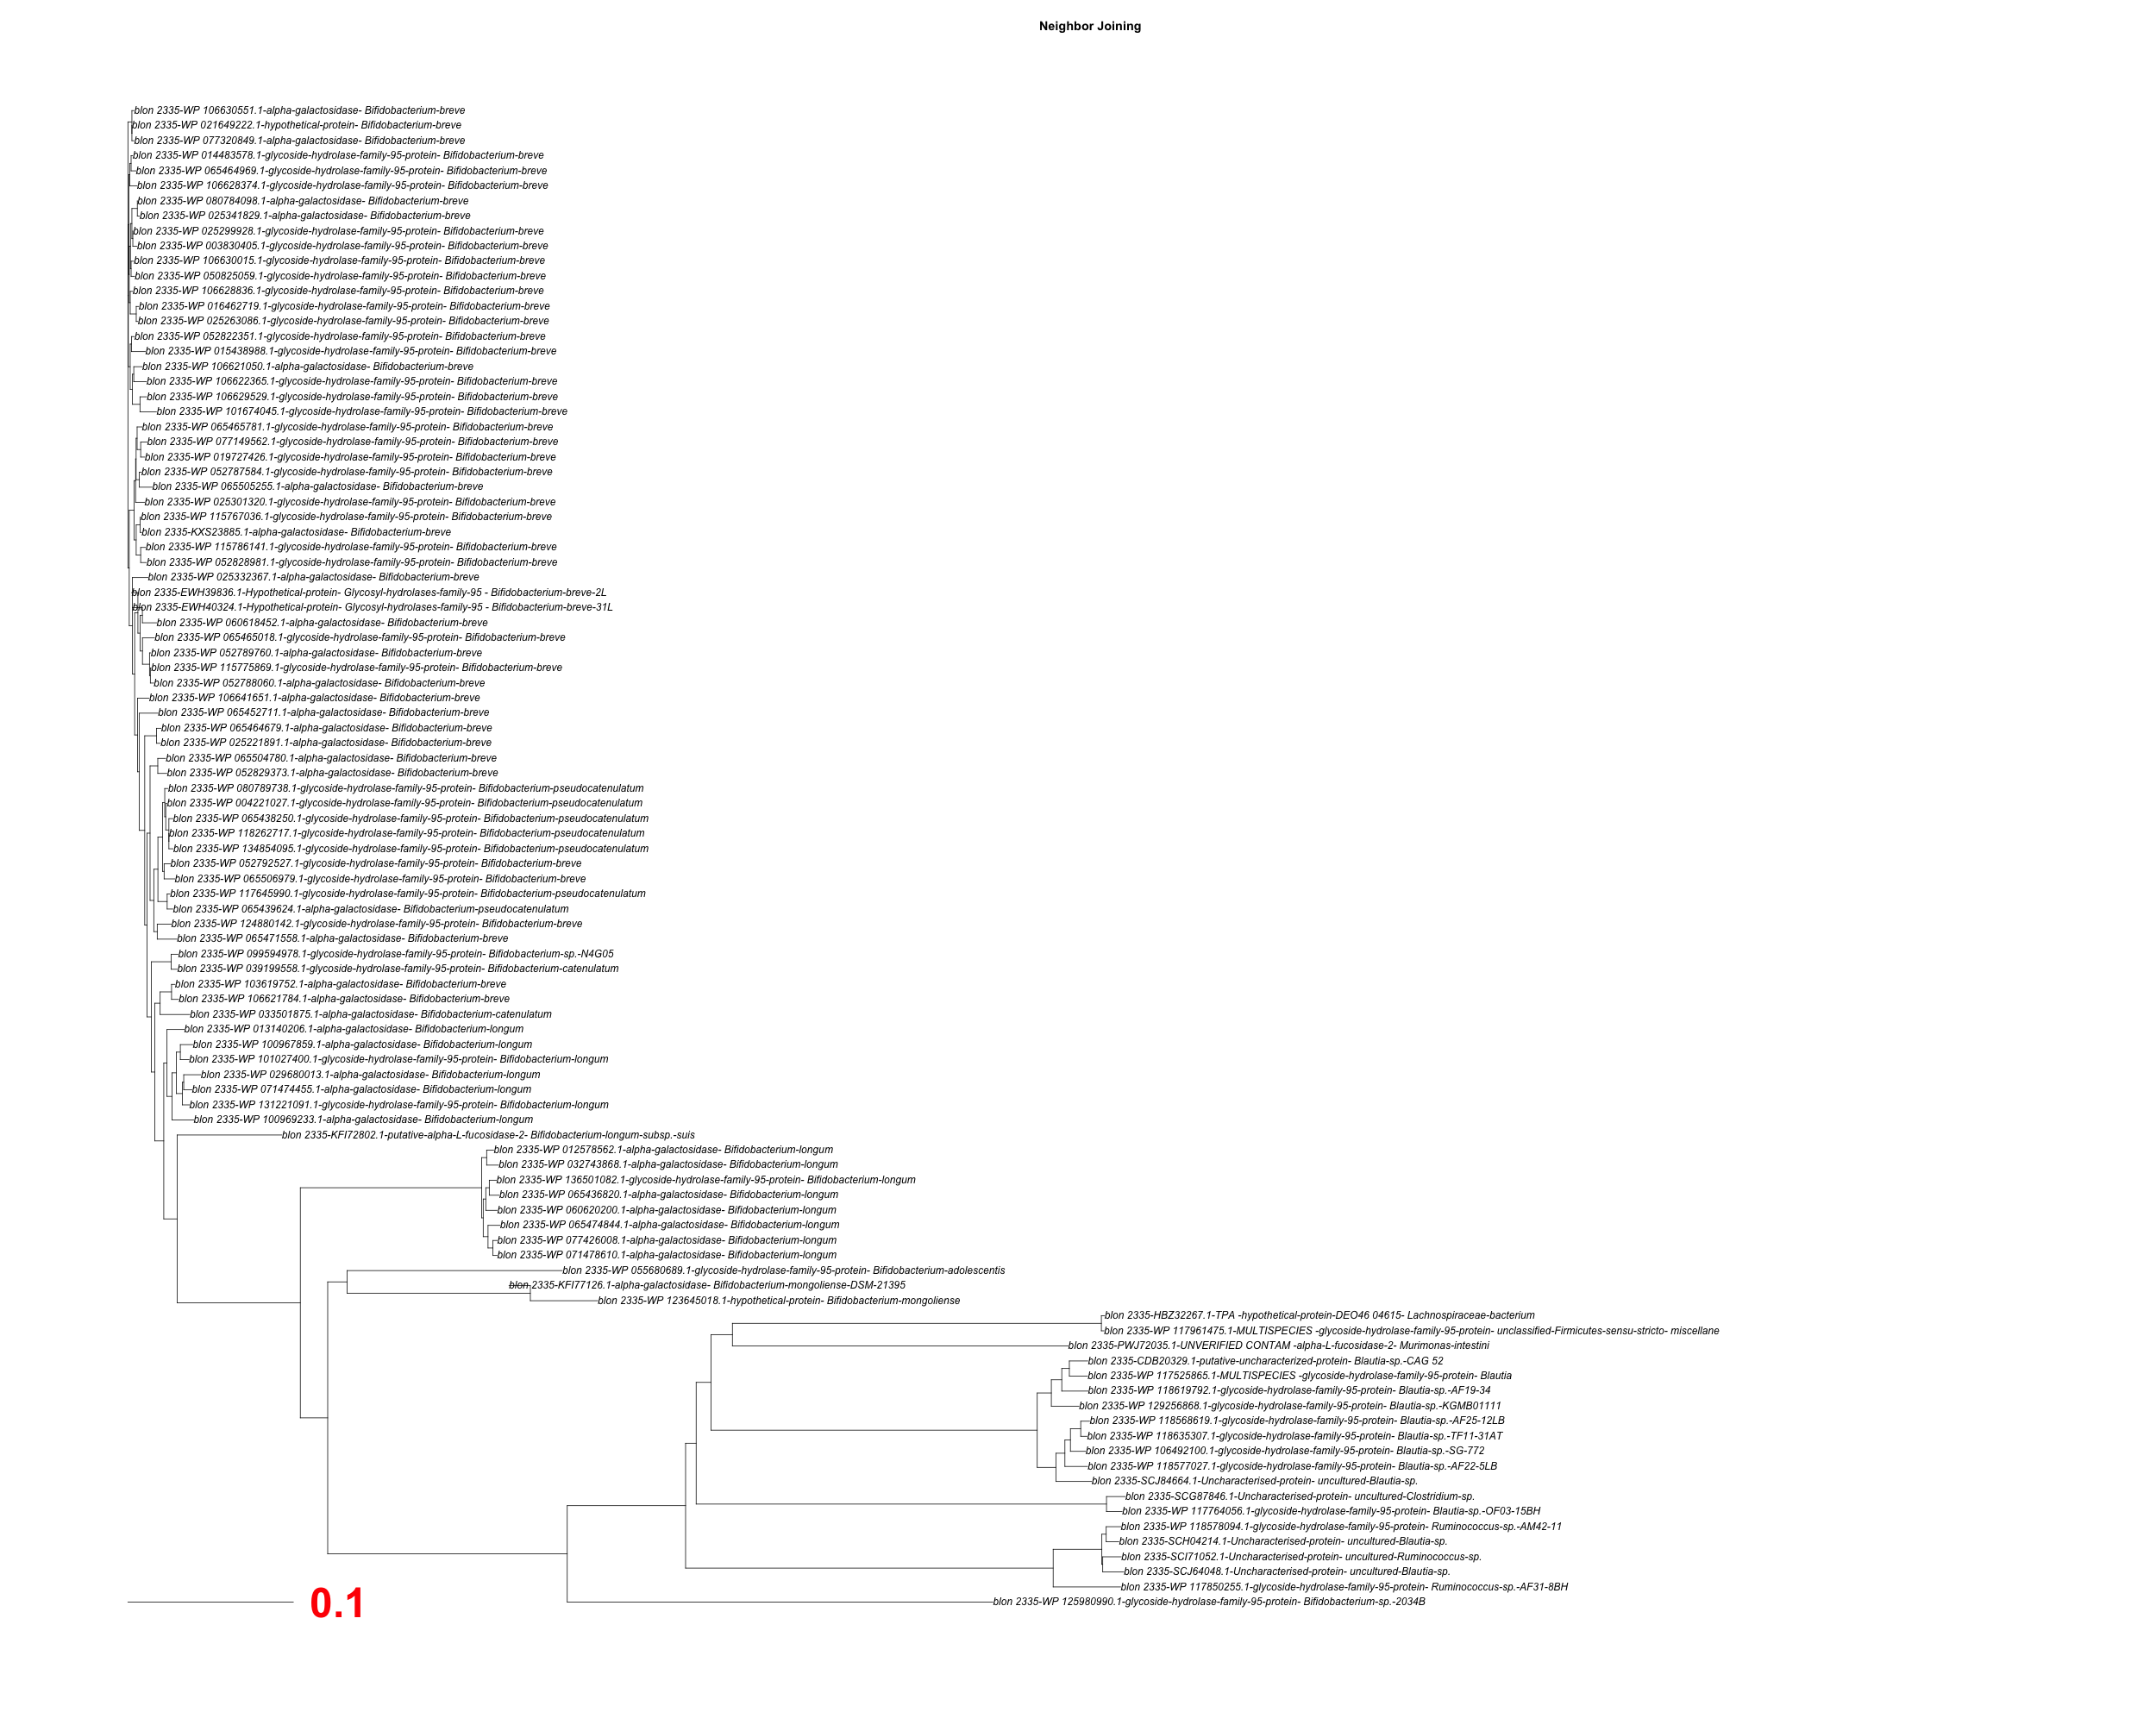 Neighbor Joining
blon 2335-WP 106630551.1-alpha-galactosidase- Bifidobacterium-breve
blon 2335-WP 021649222.1-hypothetical-protein- Bifidobacterium-breve
blon 2335-WP 077320849.1-alpha-galactosidase- Bifidobacterium-breve
blon 2335-WP 014483578.1-glycoside-hydrolase-family-95-protein- Bifidobacterium-breve
blon 2335-WP 065464969.1-glycoside-hydrolase-family-95-protein- Bifidobacterium-breve
blon 2335-WP 106628374.1-glycoside-hydrolase-family-95-protein- Bifidobacterium-breve
blon 2335-WP 080784098.1-alpha-galactosidase- Bifidobacterium-breve
blon 2335-WP 025341829.1-alpha-galactosidase- Bifidobacterium-breve
blon 2335-WP 025299928.1-glycoside-hydrolase-family-95-protein- Bifidobacterium-breve
blon 2335-WP 003830405.1-glycoside-hydrolase-family-95-protein- Bifidobacterium-breve
blon 2335-WP 106630015.1-glycoside-hydrolase-family-95-protein- Bifidobacterium-breve
blon 2335-WP 050825059.1-glycoside-hydrolase-family-95-protein- Bifidobacterium-breve
blon 2335-WP 106628836.1-glycoside-hydrolase-family-95-protein- Bifidobacterium-breve
blon 2335-WP 016462719.1-glycoside-hydrolase-family-95-protein- Bifidobacterium-breve
blon 2335-WP 025263086.1-glycoside-hydrolase-family-95-protein- Bifidobacterium-breve
blon 2335-WP 052822351.1-glycoside-hydrolase-family-95-protein- Bifidobacterium-breve
blon 2335-WP 015438988.1-glycoside-hydrolase-family-95-protein- Bifidobacterium-breve
blon 2335-WP 106621050.1-alpha-galactosidase- Bifidobacterium-breve
blon 2335-WP 106622365.1-glycoside-hydrolase-family-95-protein- Bifidobacterium-breve
blon 2335-WP 106629529.1-glycoside-hydrolase-family-95-protein- Bifidobacterium-breve
blon 2335-WP 101674045.1-glycoside-hydrolase-family-95-protein- Bifidobacterium-breve
blon 2335-WP 065465781.1-glycoside-hydrolase-family-95-protein- Bifidobacterium-breve
blon 2335-WP 077149562.1-glycoside-hydrolase-family-95-protein- Bifidobacterium-breve
blon 2335-WP 019727426.1-glycoside-hydrolase-family-95-protein- Bifidobacterium-breve
blon 2335-WP 052787584.1-glycoside-hydrolase-family-95-protein- Bifidobacterium-breve
blon 2335-WP 065505255.1-alpha-galactosidase- Bifidobacterium-breve
blon 2335-WP 025301320.1-glycoside-hydrolase-family-95-protein- Bifidobacterium-breve
blon 2335-WP 115767036.1-glycoside-hydrolase-family-95-protein- Bifidobacterium-breve
blon 2335-KXS23885.1-alpha-galactosidase- Bifidobacterium-breve
blon 2335-WP 115786141.1-glycoside-hydrolase-family-95-protein- Bifidobacterium-breve
blon 2335-WP 052828981.1-glycoside-hydrolase-family-95-protein- Bifidobacterium-breve
blon 2335-WP 025332367.1-alpha-galactosidase- Bifidobacterium-breve
blon 2335-EWH39836.1-Hypothetical-protein- Glycosyl-hydrolases-family-95 - Bifidobacterium-breve-2L
blon 2335-EWH40324.1-Hypothetical-protein- Glycosyl-hydrolases-family-95 - Bifidobacterium-breve-31L
blon 2335-WP 060618452.1-alpha-galactosidase- Bifidobacterium-breve
blon 2335-WP 065465018.1-glycoside-hydrolase-family-95-protein- Bifidobacterium-breve
blon 2335-WP 052789760.1-alpha-galactosidase- Bifidobacterium-breve
blon 2335-WP 115775869.1-glycoside-hydrolase-family-95-protein- Bifidobacterium-breve
blon 2335-WP 052788060.1-alpha-galactosidase- Bifidobacterium-breve
blon 2335-WP 106641651.1-alpha-galactosidase- Bifidobacterium-breve
blon 2335-WP 065452711.1-alpha-galactosidase- Bifidobacterium-breve
blon 2335-WP 065464679.1-alpha-galactosidase- Bifidobacterium-breve
blon 2335-WP 025221891.1-alpha-galactosidase- Bifidobacterium-breve
blon 2335-WP 065504780.1-alpha-galactosidase- Bifidobacterium-breve
blon 2335-WP 052829373.1-alpha-galactosidase- Bifidobacterium-breve
blon 2335-WP 080789738.1-glycoside-hydrolase-family-95-protein- Bifidobacterium-pseudocatenulatum
blon 2335-WP 004221027.1-glycoside-hydrolase-family-95-protein- Bifidobacterium-pseudocatenulatum
blon 2335-WP 065438250.1-glycoside-hydrolase-family-95-protein- Bifidobacterium-pseudocatenulatum
blon 2335-WP 118262717.1-glycoside-hydrolase-family-95-protein- Bifidobacterium-pseudocatenulatum
blon 2335-WP 134854095.1-glycoside-hydrolase-family-95-protein- Bifidobacterium-pseudocatenulatum
blon 2335-WP 052792527.1-glycoside-hydrolase-family-95-protein- Bifidobacterium-breve
blon 2335-WP 065506979.1-glycoside-hydrolase-family-95-protein- Bifidobacterium-breve
blon 2335-WP 117645990.1-glycoside-hydrolase-family-95-protein- Bifidobacterium-pseudocatenulatum
blon 2335-WP 065439624.1-alpha-galactosidase- Bifidobacterium-pseudocatenulatum
blon 2335-WP 124880142.1-glycoside-hydrolase-family-95-protein- Bifidobacterium-breve
blon 2335-WP 065471558.1-alpha-galactosidase- Bifidobacterium-breve
blon 2335-WP 099594978.1-glycoside-hydrolase-family-95-protein- Bifidobacterium-sp.-N4G05
blon 2335-WP 039199558.1-glycoside-hydrolase-family-95-protein- Bifidobacterium-catenulatum
blon 2335-WP 103619752.1-alpha-galactosidase- Bifidobacterium-breve
blon 2335-WP 106621784.1-alpha-galactosidase- Bifidobacterium-breve
blon 2335-WP 033501875.1-alpha-galactosidase- Bifidobacterium-catenulatum
blon 2335-WP 013140206.1-alpha-galactosidase- Bifidobacterium-longum
blon 2335-WP 100967859.1-alpha-galactosidase- Bifidobacterium-longum
blon 2335-WP 101027400.1-glycoside-hydrolase-family-95-protein- Bifidobacterium-longum
blon 2335-WP 029680013.1-alpha-galactosidase- Bifidobacterium-longum
blon 2335-WP 071474455.1-alpha-galactosidase- Bifidobacterium-longum
blon 2335-WP 131221091.1-glycoside-hydrolase-family-95-protein- Bifidobacterium-longum
blon 2335-WP 100969233.1-alpha-galactosidase- Bifidobacterium-longum
blon 2335-KFI72802.1-putative-alpha-L-fucosidase-2- Bifidobacterium-longum-subsp.-suis
blon 2335-WP 012578562.1-alpha-galactosidase- Bifidobacterium-longum
blon 2335-WP 032743868.1-alpha-galactosidase- Bifidobacterium-longum
blon 2335-WP 136501082.1-glycoside-hydrolase-family-95-protein- Bifidobacterium-longum
blon 2335-WP 065436820.1-alpha-galactosidase- Bifidobacterium-longum
blon 2335-WP 060620200.1-alpha-galactosidase- Bifidobacterium-longum
blon 2335-WP 065474844.1-alpha-galactosidase- Bifidobacterium-longum
blon 2335-WP 077426008.1-alpha-galactosidase- Bifidobacterium-longum
blon 2335-WP 071478610.1-alpha-galactosidase- Bifidobacterium-longum
blon 2335-WP 055680689.1-glycoside-hydrolase-family-95-protein- Bifidobacterium-adolescentis
blon 2335-KFI77126.1-alpha-galactosidase- Bifidobacterium-mongoliense-DSM-21395
blon 2335-WP 123645018.1-hypothetical-protein- Bifidobacterium-mongoliense
blon 2335-HBZ32267.1-TPA -hypothetical-protein-DEO46 04615- Lachnospiraceae-bacterium
blon 2335-WP 117961475.1-MULTISPECIES -glycoside-hydrolase-family-95-protein- unclassified-Firmicutes-sensu-stricto- miscellane
blon 2335-PWJ72035.1-UNVERIFIED CONTAM -alpha-L-fucosidase-2- Murimonas-intestini
blon 2335-CDB20329.1-putative-uncharacterized-protein- Blautia-sp.-CAG 52
blon 2335-WP 117525865.1-MULTISPECIES -glycoside-hydrolase-family-95-protein- Blautia
blon 2335-WP 118619792.1-glycoside-hydrolase-family-95-protein- Blautia-sp.-AF19-34
blon 2335-WP 129256868.1-glycoside-hydrolase-family-95-protein- Blautia-sp.-KGMB01111
blon 2335-WP 118568619.1-glycoside-hydrolase-family-95-protein- Blautia-sp.-AF25-12LB
blon 2335-WP 118635307.1-glycoside-hydrolase-family-95-protein- Blautia-sp.-TF11-31AT
blon 2335-WP 106492100.1-glycoside-hydrolase-family-95-protein- Blautia-sp.-SG-772
blon 2335-WP 118577027.1-glycoside-hydrolase-family-95-protein- Blautia-sp.-AF22-5LB
blon 2335-SCJ84664.1-Uncharacterised-protein- uncultured-Blautia-sp.
blon 2335-SCG87846.1-Uncharacterised-protein- uncultured-Clostridium-sp.
blon 2335-WP 117764056.1-glycoside-hydrolase-family-95-protein- Blautia-sp.-OF03-15BH
blon 2335-WP 118578094.1-glycoside-hydrolase-family-95-protein- Ruminococcus-sp.-AM42-11
blon 2335-SCH04214.1-Uncharacterised-protein- uncultured-Blautia-sp.
blon 2335-SCI71052.1-Uncharacterised-protein- uncultured-Ruminococcus-sp.
blon 2335-SCJ64048.1-Uncharacterised-protein- uncultured-Blautia-sp.
blon 2335-WP 117850255.1-glycoside-hydrolase-family-95-protein- Ruminococcus-sp.-AF31-8BH
blon 2335-WP 125980990.1-glycoside-hydrolase-family-95-protein- Bifidobacterium-sp.-2034B
0.1